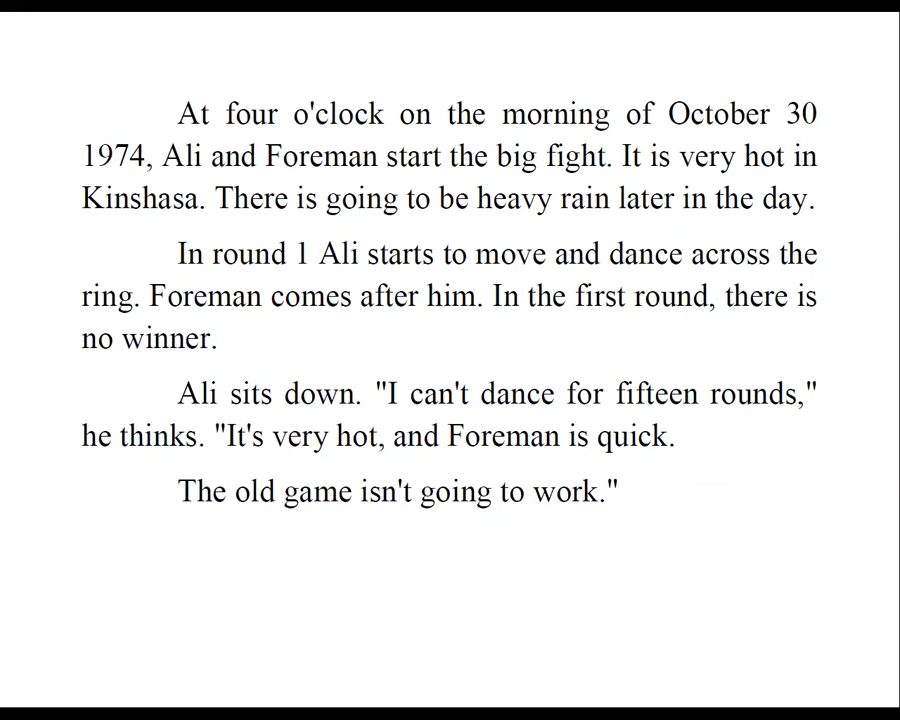 At four o'clock on the morning of October 30
1974, Ali and Foreman start the big fight. It is very hot in
Kinshasa. There is going to be heavy rain later in the day.
In round 1 Ali starts to move and dance across the
ring. Foreman comes after him. In the first round, there is
no winner.
Ali sits down. "I can't dance for fifteen rounds,"
he thinks. "It's very hot, and Foreman is quick.
The old game isn't going to work."